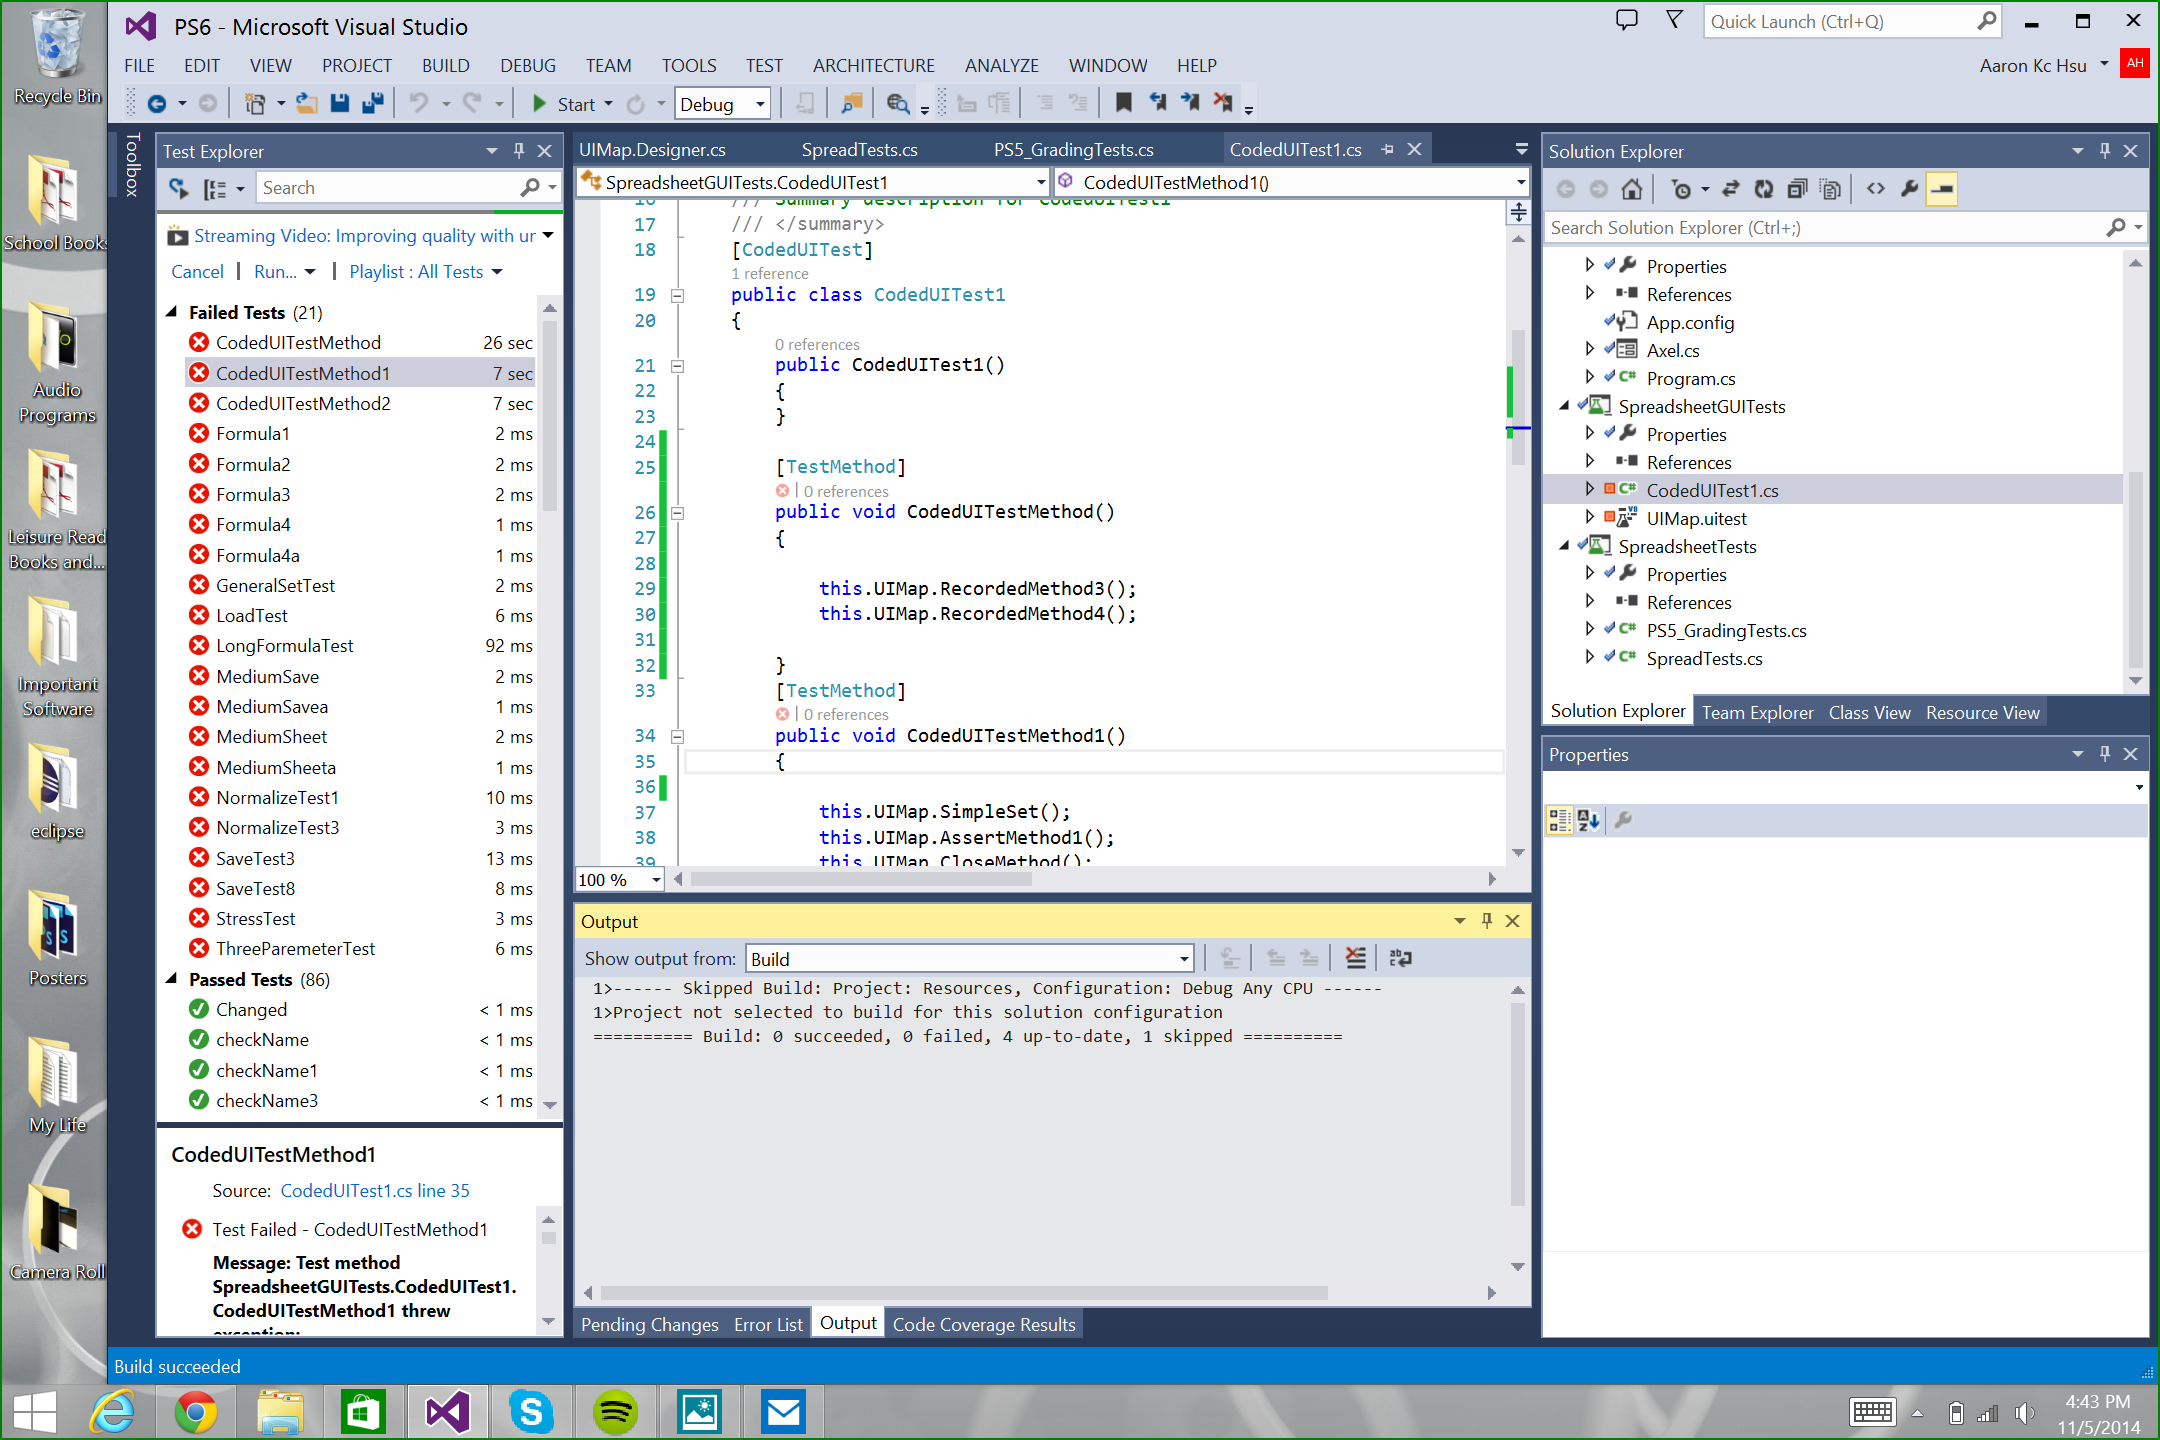 Recycle Bin
School Books
Audio Programs
Leisure Read Books and...
Important Software
eclipse
Posters
My Life
Camera Roll
PS6 - Microsoft Visual Studio
Quick Launch (Ctrl+Q)
FILE EDIT VIEW PROJECT BUILD DEBUG TEAM TOOLS TEST ARCHITECTURE ANALYZE WINDOW HELP
Aaron Kc Hsu AH
Start Debug
Toolbox
Test Explorer
Search
Streaming Video: Improving quality with ur
Cancel | Run... | Playlist : All Tests
Failed Tests (21)
CodedUITestMethod 26 sec
CodedUITestMethod1 7 sec
CodedUITestMethod2 7 sec
Formula1 2 ms
Formula2 2 ms
Formula3 2 ms
Formula4 1 ms
Formula4a 1 ms
GeneralSetTest 2 ms
LoadTest 6 ms
LongFormulaTest 92 ms
MediumSave 2 ms
MediumSavea 1 ms
MediumSheet 2 ms
MediumSheeta 1 ms
NormalizeTest1 10 ms
NormalizeTest3 3 ms
SaveTest3 13 ms
SaveTest8 8 ms
StressTest 3 ms
ThreeParemeterTest 6 ms
Passed Tests (86)
Changed < 1 ms
checkName < 1 ms
checkName1 < 1 ms
checkName3 < 1 ms
CodedUITestMethod1
Source: CodedUITest1.cs line 35
Test Failed - CodedUITestMethod1
Message: Test method
SpreadsheetGUITests.CodedUITest1.
CodedUITestMethod1 threw
exception:
UIMap.Designer.cs SpreadTests.cs PS5_GradingTests.cs CodedUITest1.cs
SpreadsheetGUITests.CodedUITest1 CodedUITestMethod1()
16 /// Summary description for CodedUITest1
17 /// </summary>
18 [CodedUITest]
1 reference
19 public class CodedUITest1
20 {
0 references
21 public CodedUITest1()
22 {
23 }
24
25 [TestMethod]
| 0 references
26 public void CodedUITestMethod()
27 {
28
29 this.UIMap.RecordedMethod3();
30 this.UIMap.RecordedMethod4();
31
32 }
33 [TestMethod]
| 0 references
34 public void CodedUITestMethod1()
35 {
36
37 this.UIMap.SimpleSet();
38 this.UIMap.AssertMethod1();
39 this.UIMap.CloseMethod();
100 %
Output
Show output from: Build
1>------ Skipped Build: Project: Resources, Configuration: Debug Any CPU ------
1>Project not selected to build for this solution configuration
========== Build: 0 succeeded, 0 failed, 4 up-to-date, 1 skipped ==========
Pending Changes Error List Output Code Coverage Results
Solution Explorer
Search Solution Explorer (Ctrl+;)
Properties
References
App.config
Axel.cs
Program.cs
SpreadsheetGUITests
Properties
References
CodedUITest1.cs
UIMap.uitest
SpreadsheetTests
Properties
References
PS5_GradingTests.cs
SpreadTests.cs
Solution Explorer Team Explorer Class View Resource View
Properties
Build succeeded
4:43 PM
11/5/2014